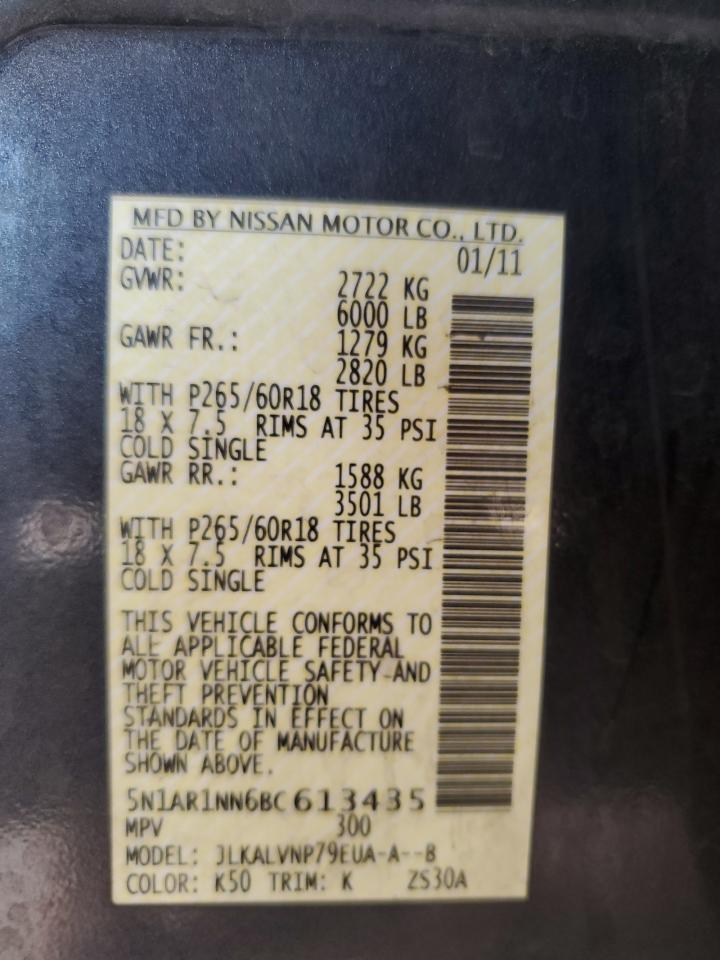 MFD BY NISSAN MOTOR CO., LTD.
DATE: 01/11
GVWR: 2722 KG
6000 LB
GAWR FR.: 1279 KG
2820 LB
WITH P265/60R18 TIRES
18 X 7.5 RIMS AT 35 PSI
COLD SINGLE
GAWR RR.: 1588 KG
3501 LB
WITH P265/60R18 TIRES
18 X 7.5 RIMS AT 35 PSI
COLD SINGLE
THIS VEHICLE CONFORMS TO
ALL APPLICABLE FEDERAL
MOTOR VEHICLE SAFETY AND
THEFT PREVENTION
STANDARDS IN EFFECT ON
THE DATE OF MANUFACTURE
SHOWN ABOVE.
5N1AR1NN6BC613435
MPV 300
MODEL: JLKALVNP79EUA-A--B
COLOR: K50 TRIM: K ZS30A